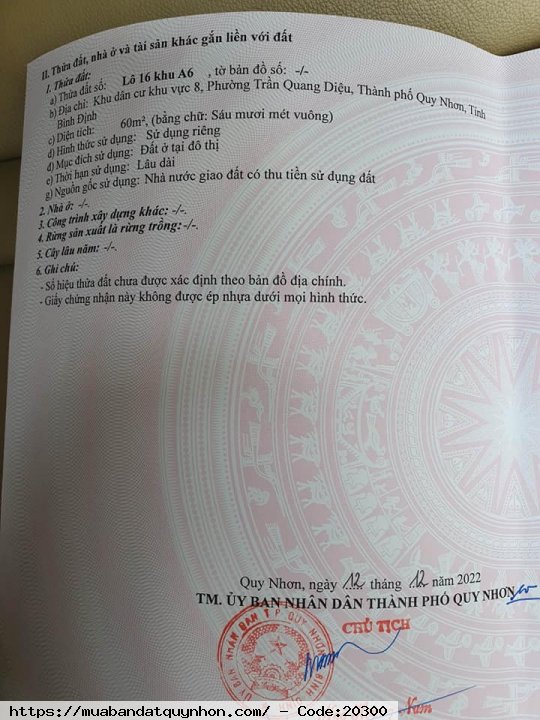 II. Thửa đất, nhà ở và tài sản khác gắn liền với đất
1. Thửa đất:
a) Thửa đất số: Lô 16 khu A6 , tờ bản đồ số: -/-
b) Địa chỉ: Khu dân cư khu vực 8, Phường Trần Quang Diệu, Thành phố Quy Nhơn, Tỉnh
Bình Định
c) Diện tích: 60m², (bằng chữ: Sáu mươi mét vuông)
d) Hình thức sử dụng: Sử dụng riêng
đ) Mục đích sử dụng: Đất ở tại đô thị
e) Thời hạn sử dụng: Lâu dài
g) Nguồn gốc sử dụng: Nhà nước giao đất có thu tiền sử dụng đất
2. Nhà ở: -/-.
3. Công trình xây dựng khác: -/-.
4. Rừng sản xuất là rừng trồng: -/-.
5. Cây lâu năm: -/-.
6. Ghi chú:
- Số hiệu thửa đất chưa được xác định theo bản đồ địa chính.
- Giấy chứng nhận này không được ép nhựa dưới mọi hình thức.
Quy Nhơn, ngày 12 tháng 12 năm 2022
TM. ỦY BAN NHÂN DÂN THÀNH PHỐ QUY NHƠN
CHỦ TỊCH
ỦY BAN NHÂN DÂN T.P QUY NHƠN
https://muabandatquynhon.com/ - Code:20300